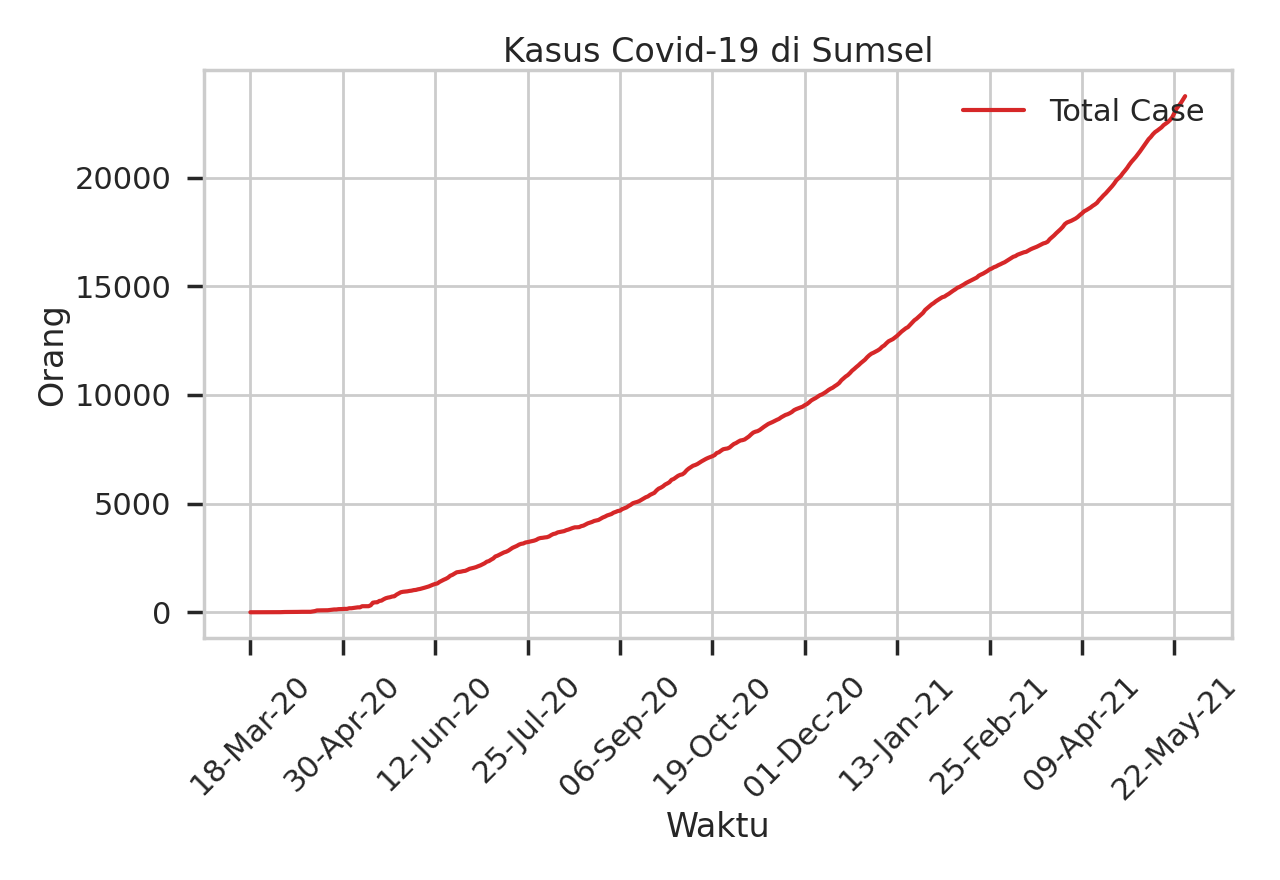 Kasus Covid-19 di Sumsel
Total Case
Orang
20000
15000
10000
5000
0
18-Mar-20
30-Apr-20
12-Jun-20
25-Jul-20
06-Sep-20
19-Oct-20
01-Dec-20
13-Jan-21
25-Feb-21
09-Apr-21
22-May-21
Waktu